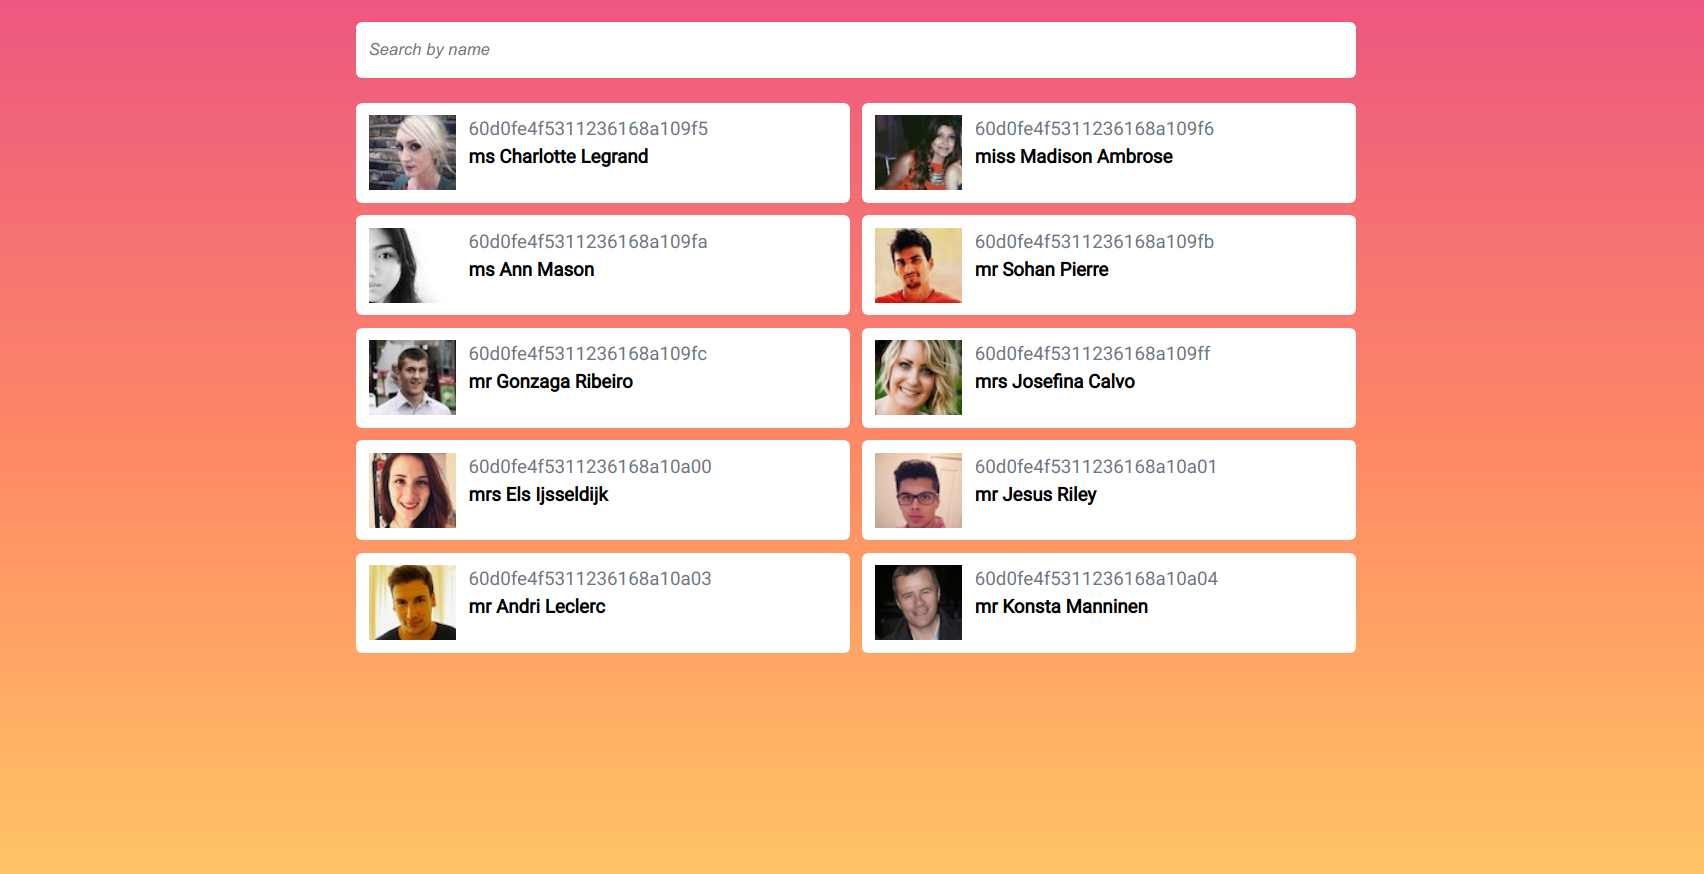 Search by name
60d0fe4f5311236168a109f5
ms Charlotte Legrand
60d0fe4f5311236168a109f6
miss Madison Ambrose
60d0fe4f5311236168a109fa
ms Ann Mason
60d0fe4f5311236168a109fb
mr Sohan Pierre
60d0fe4f5311236168a109fc
mr Gonzaga Ribeiro
60d0fe4f5311236168a109ff
mrs Josefina Calvo
60d0fe4f5311236168a10a00
mrs Els Ijsseldijk
60d0fe4f5311236168a10a01
mr Jesus Riley
60d0fe4f5311236168a10a03
mr Andri Leclerc
60d0fe4f5311236168a10a04
mr Konsta Manninen